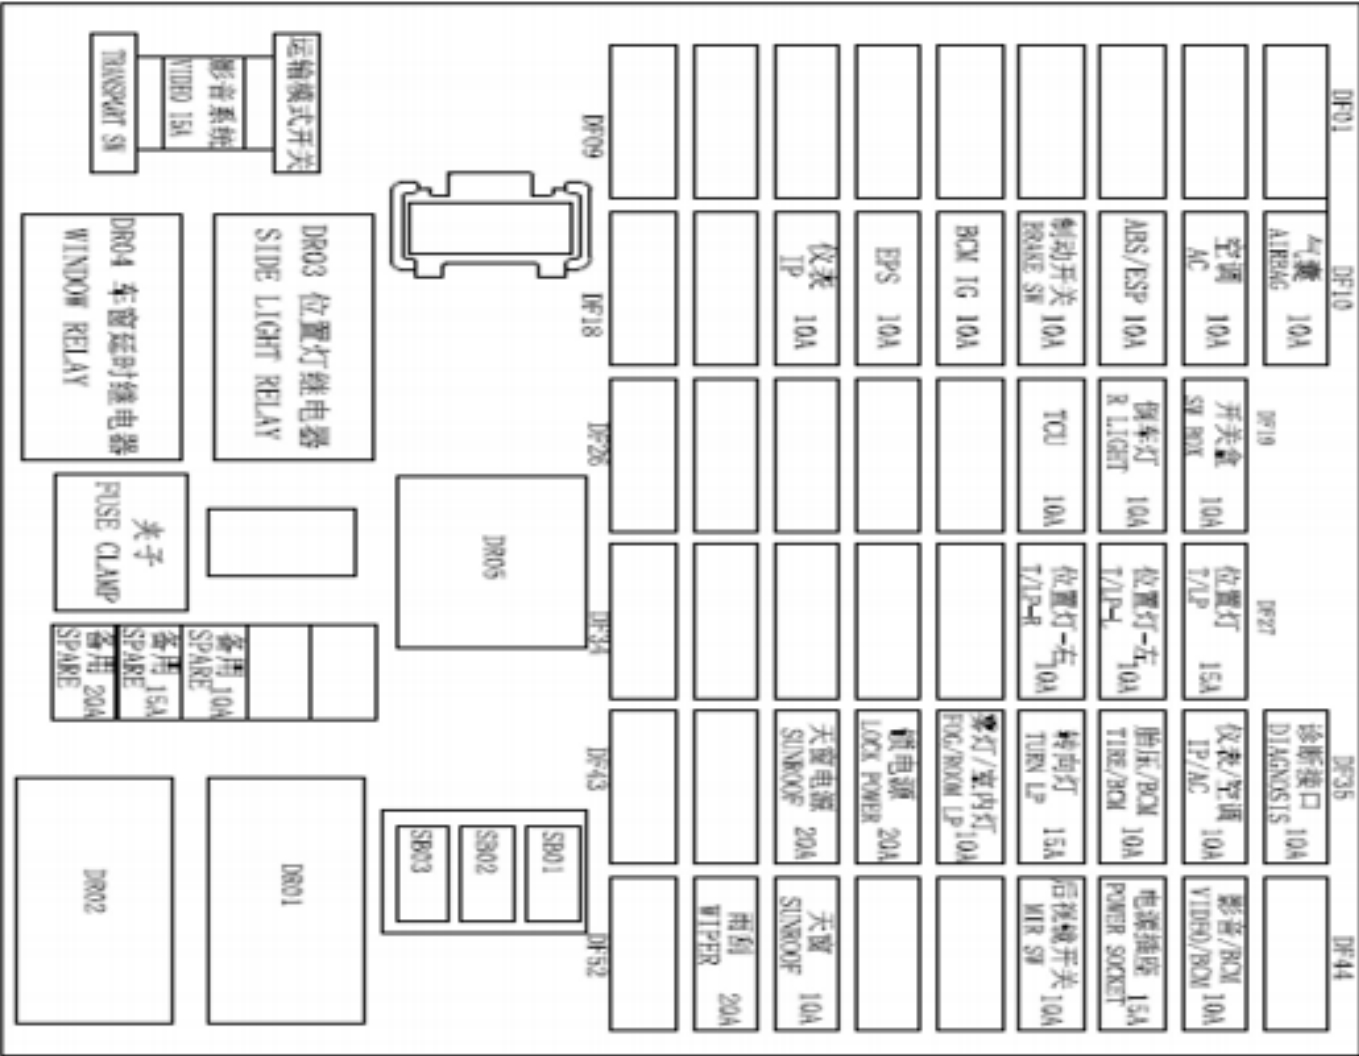 DF01
DF10
DF19
DF27
DF35
DF44
气囊
AIRBAG 10A
诊断接口
DIAGNOSTS 10A
空调
AC 10A
开关盒
SW BOX 10A
位置灯
T/LP 15A
仪表/空调
IP/AC 10A
影音/BCM
VIDEO/BCM 10A
ABS/ESP 10A
倒车灯
R LIGHT 10A
位置灯-左
T/LP-L 10A
胎压/BCM
TIRE/BCM 10A
电源插座
POWER SOCKET 15A
制动开关
BRAKE SW 10A
TCU 10A
位置灯-右
T/LP-R 10A
转向灯
TURN LP 15A
后视镜开关
MIR SW 10A
BCM IG 10A
雾灯/室内灯
FOG/ROOM LP 10A
EPS 10A
锁电源
LOCK POWER 20A
仪表
IP 10A
天窗电源
SUNROOF 20A
天窗
SUNROOF 10A
雨刮
WIPER 20A
DF09
DF18
DF26
DF34
DF43
DF52
运输模式开关
影音系统
VIDEO 15A
TRANSPART SW
DR03 位置灯继电器
SIDE LIGHT RELAY
DR04 车窗延时继电器
WINDOW RELAY
DR05
夹子
FUSE CLAMP
备用 10A
SPARE
备用 15A
SPARE
备用 20A
SPARE
SB01
SB02
SB03
DR01
DR02